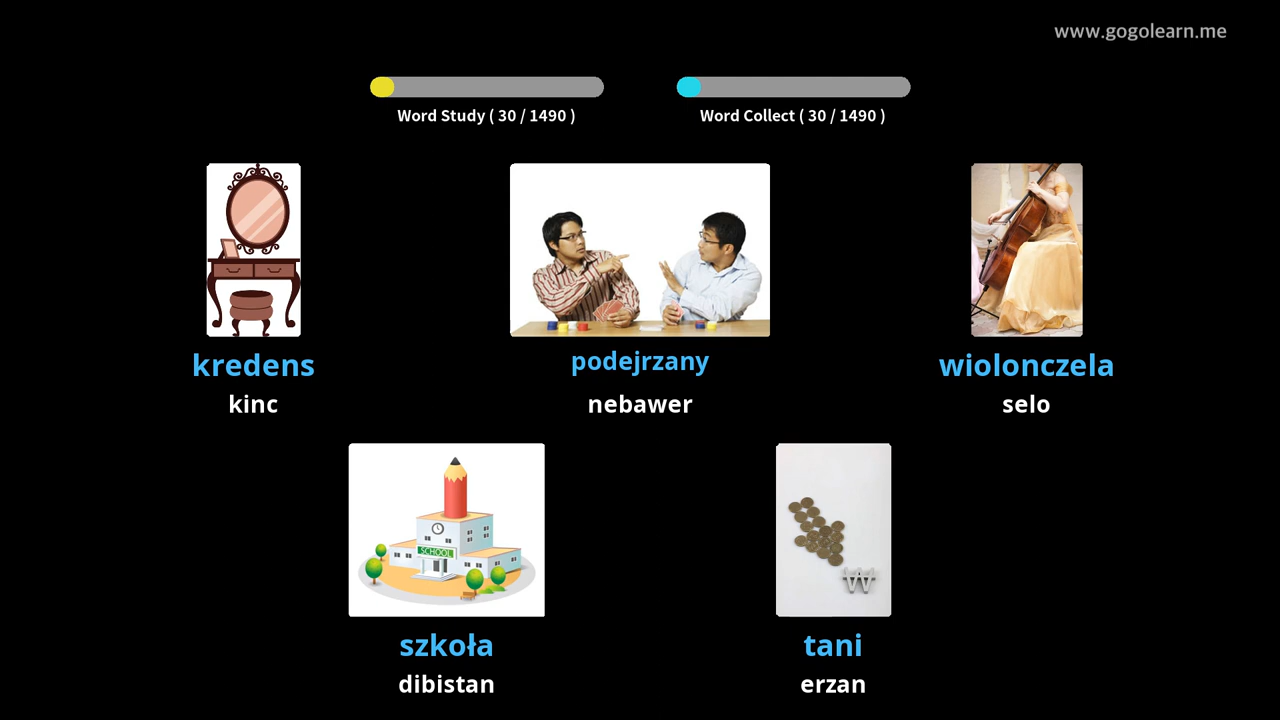 www.gogolearn.me
Word Study ( 30 / 1490 )
Word Collect ( 30 / 1490 )
kredens
kinc
podejrzany
nebawer
wiolonczela
selo
SCHOOL
szkoła
dibistan
W
tani
erzan